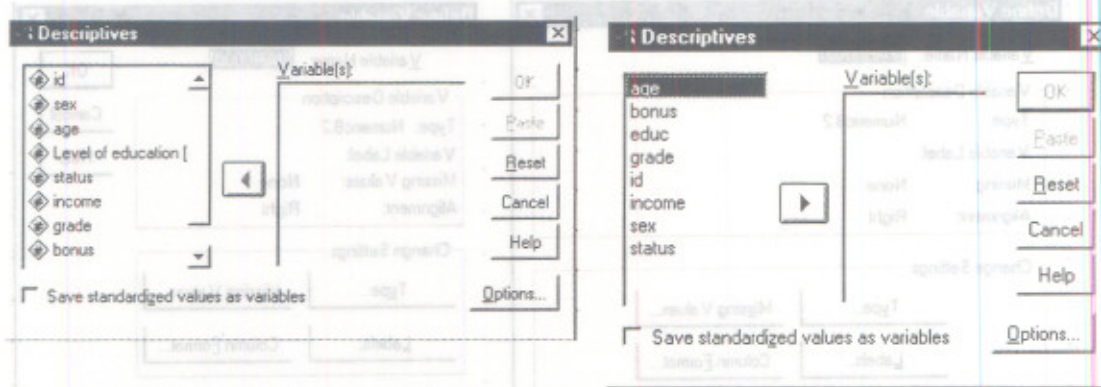 Descriptives
id
sex
age
Level of education [
status
income
grade
bonus
Variable(s):
OK
Paste
Reset
Cancel
Help
Save standardized values as variables
Options...
Descriptives
age
bonus
educ
grade
id
income
sex
status
Variable(s):
OK
Paste
Reset
Cancel
Help
Save standardized values as variables
Options...